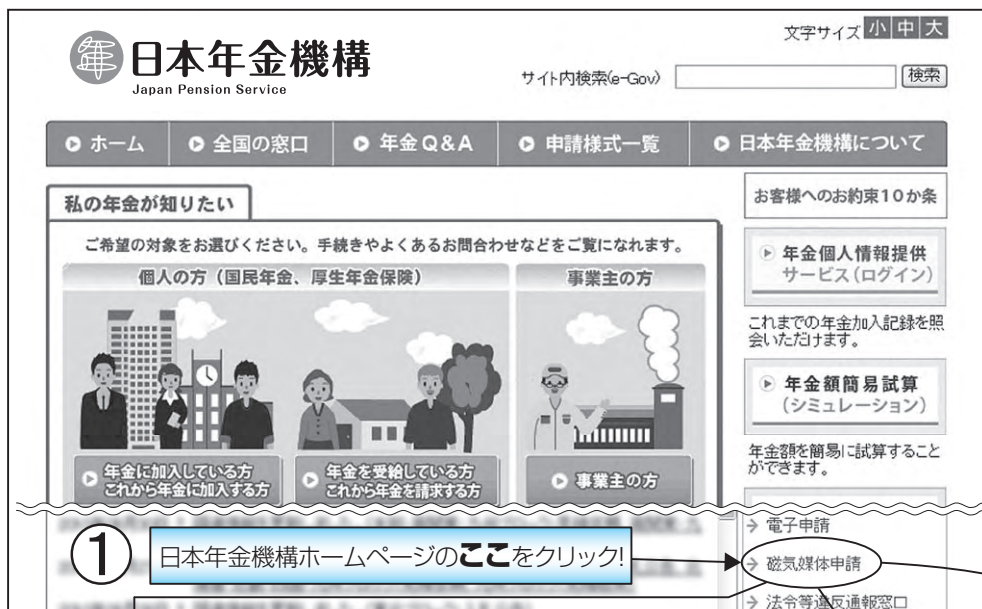 文字サイズ 小 中 大
年 日本年金機構
Japan Pension Service
サイト内検索(e-Gov) 検索
ホーム 全国の窓口 年金Q&A 申請様式一覧 日本年金機構について
私の年金が知りたい
ご希望の対象をお選びください。手続きやよくあるお問合わせなどをご覧になれます。
個人の方（国民年金、厚生年金保険） 事業主の方
年金に加入している方
これから年金に加入する方
年金を受給している方
これから年金を請求する方
事業主の方
お客様へのお約束10か条
年金個人情報提供
サービス(ログイン)
これまでの年金加入記録を照
会いただけます。
年金額簡易試算
(シミュレーション)
年金額を簡易に試算すること
ができます。
電子申請
磁気媒体申請
法令等違反通報窓口
① 日本年金機構ホームページのここをクリック!